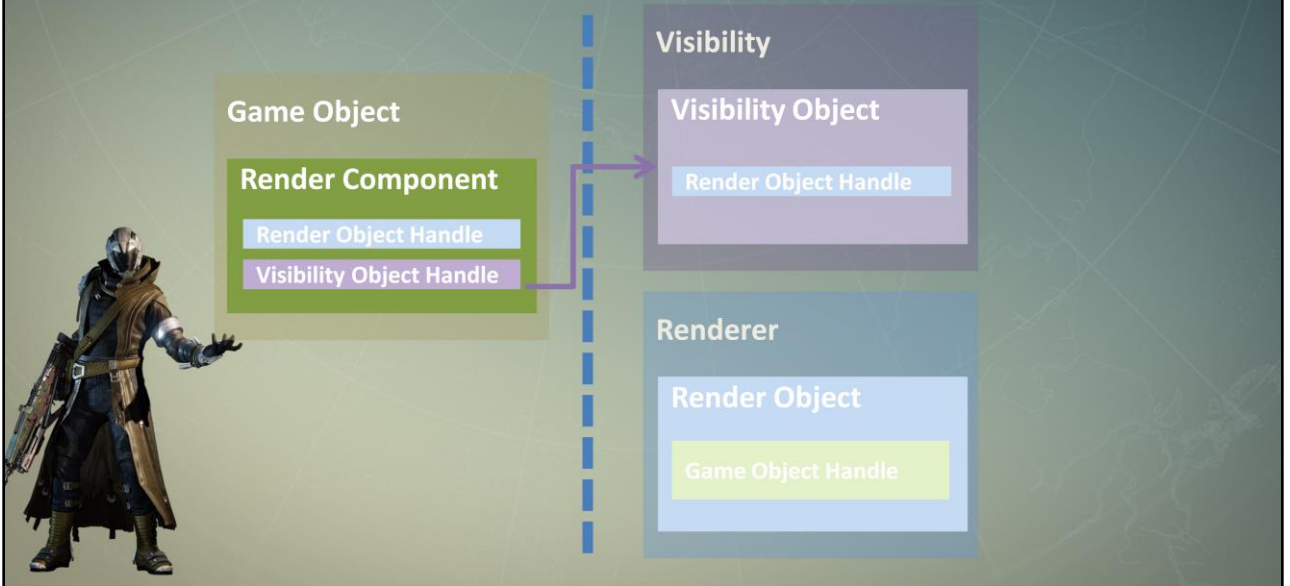 Game Object
Render Component
Render Object Handle
Visibility Object Handle
Visibility
Visibility Object
Render Object Handle
Renderer
Render Object
Game Object Handle